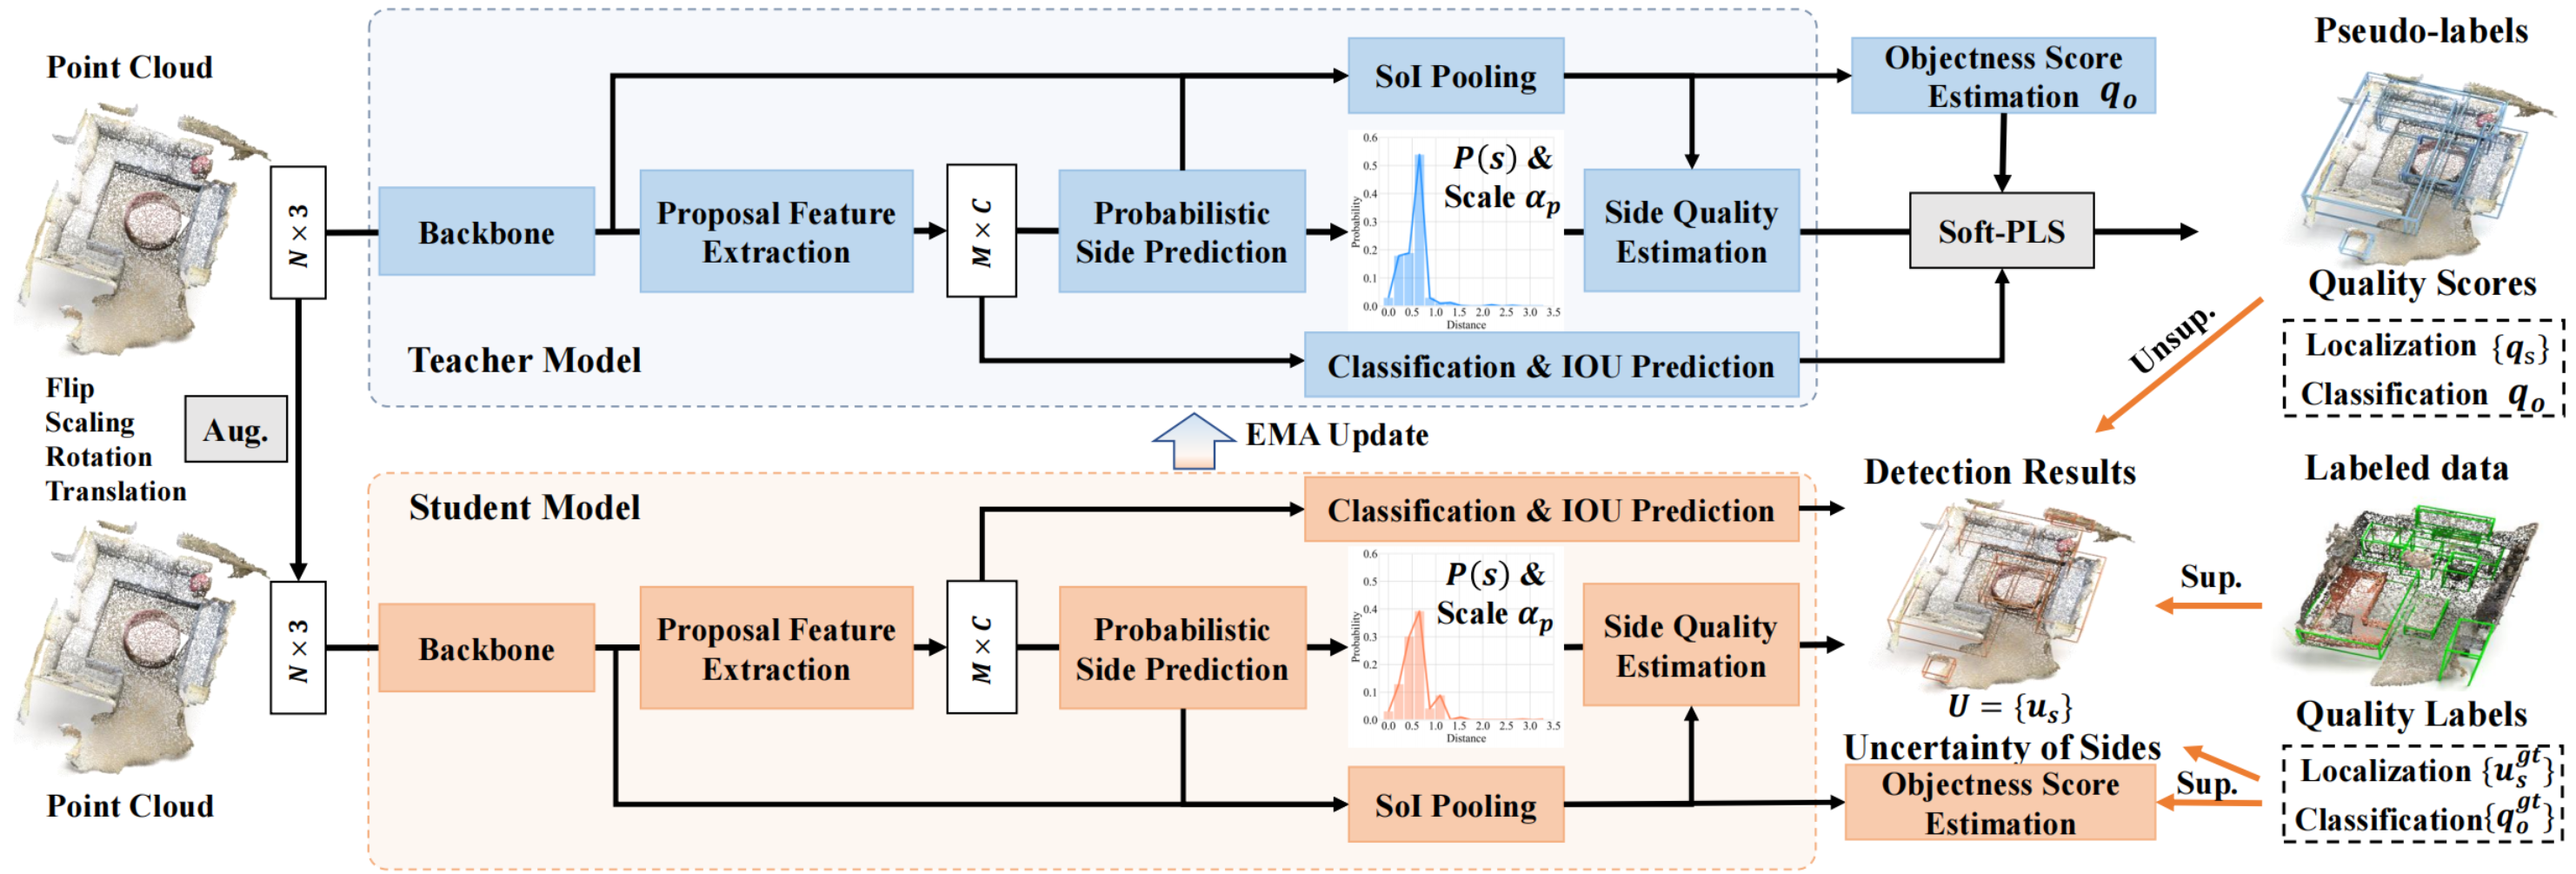 Point Cloud
N × 3
Flip
Scaling
Rotation
Translation
Aug.
Backbone
Proposal Feature
Extraction
M × C
Probabilistic
Side Prediction
SoI Pooling
P(s) &
Scale α_p
Probability
0.6
0.5
0.4
0.3
0.2
0.1
0.0
0.0 0.5 1.0 1.5 2.0 2.5 3.0 3.5
Distance
Side Quality
Estimation
Classification & IOU Prediction
Teacher Model
Objectness Score
Estimation q_o
Soft-PLS
Pseudo-labels
Quality Scores
Localization {q_s}
Classification q_o
Unsup.
EMA Update
Student Model
Point Cloud
N × 3
Backbone
Proposal Feature
Extraction
M × C
Probabilistic
Side Prediction
Classification & IOU Prediction
P(s) &
Scale α_p
Probability
0.6
0.5
0.4
0.3
0.2
0.1
0.0
0.0 0.5 1.0 1.5 2.0 2.5 3.0 3.5
Distance
Side Quality
Estimation
SoI Pooling
Detection Results
U = {u_s}
Uncertainty of Sides
Objectness Score
Estimation
Sup.
Sup.
Labeled data
Quality Labels
Localization {u_s^gt}
Classification{q_o^gt}